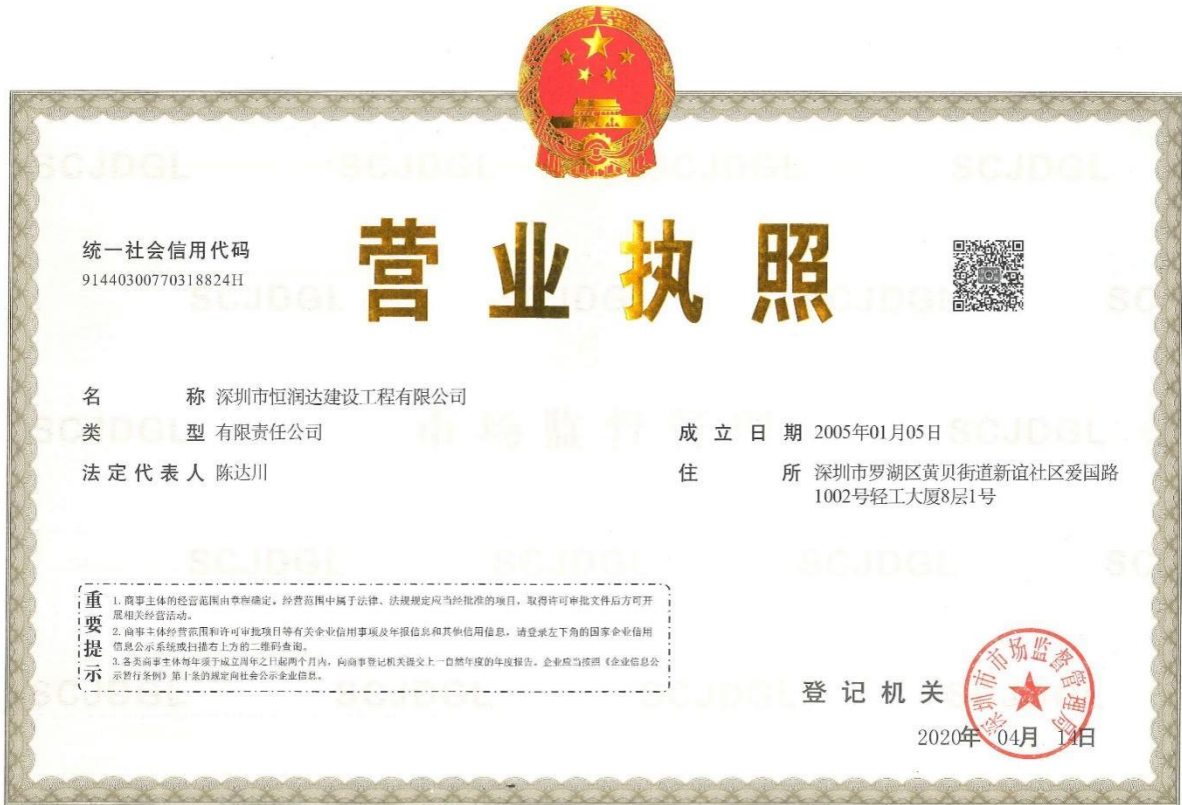 统一社会信用代码
91440300770318824H
营业执照
名称 深圳市恒润达建设工程有限公司
类型 有限责任公司
法定代表人 陈达川
成立日期 2005年01月05日
住所 深圳市罗湖区黄贝街道新谊社区爱国路
1002号轻工大厦8层1号
重要提示
1. 商事主体的经营范围由章程确定。经营范围中属于法律、法规规定应当经批准的项目，取得许可审批文件后方可开
展相关经营活动。
2. 商事主体经营范围和许可审批项目等有关企业信用事项及年报信息和其他信用信息，请登录左下角的国家企业信用
信息公示系统或扫描右上方的二维码查询。
3. 各类商事主体每年须于成立周年之日起两个月内，向商事登记机关提交上一自然年度的年度报告。企业应当按照《企业信息公
示暂行条例》第十条的规定向社会公示企业信息。
登记机关
深圳市市场监督管理局
2020年 04月 14日
SCJDGL SCJDGL SCJDGL SCJDGL